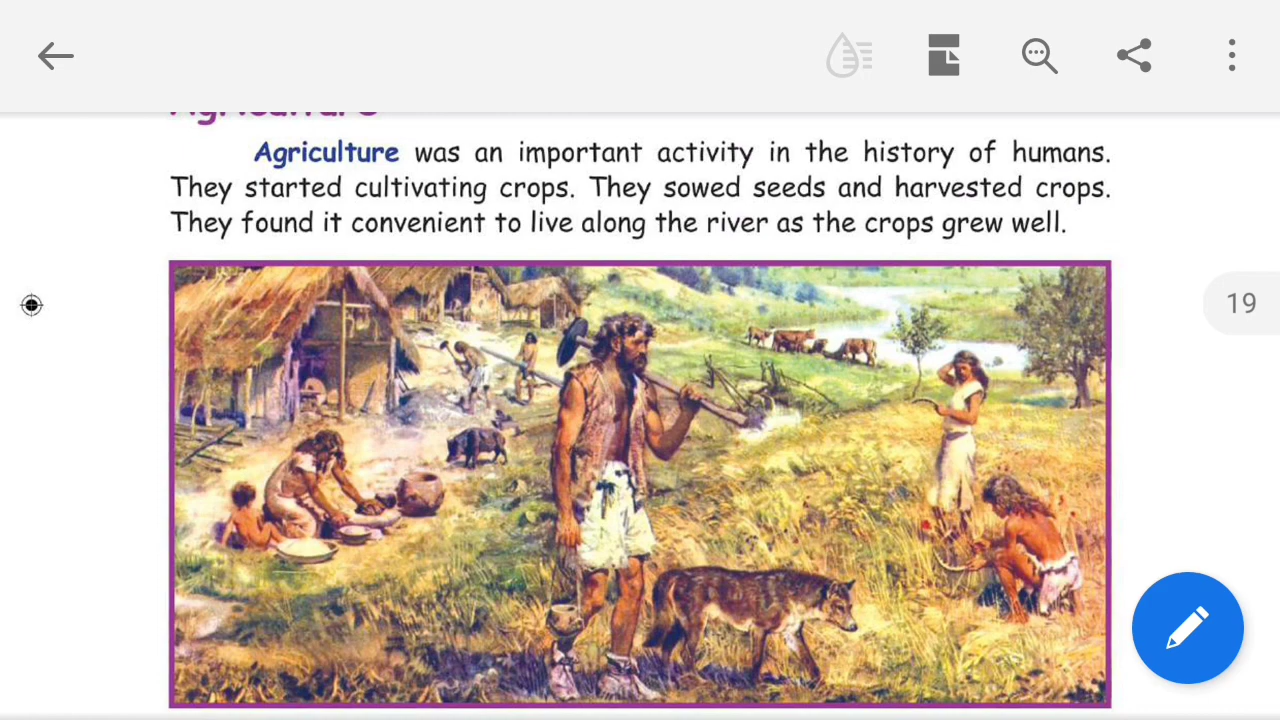 Agriculture
Agriculture was an important activity in the history of humans.
They started cultivating crops. They sowed seeds and harvested crops.
They found it convenient to live along the river as the crops grew well.
19